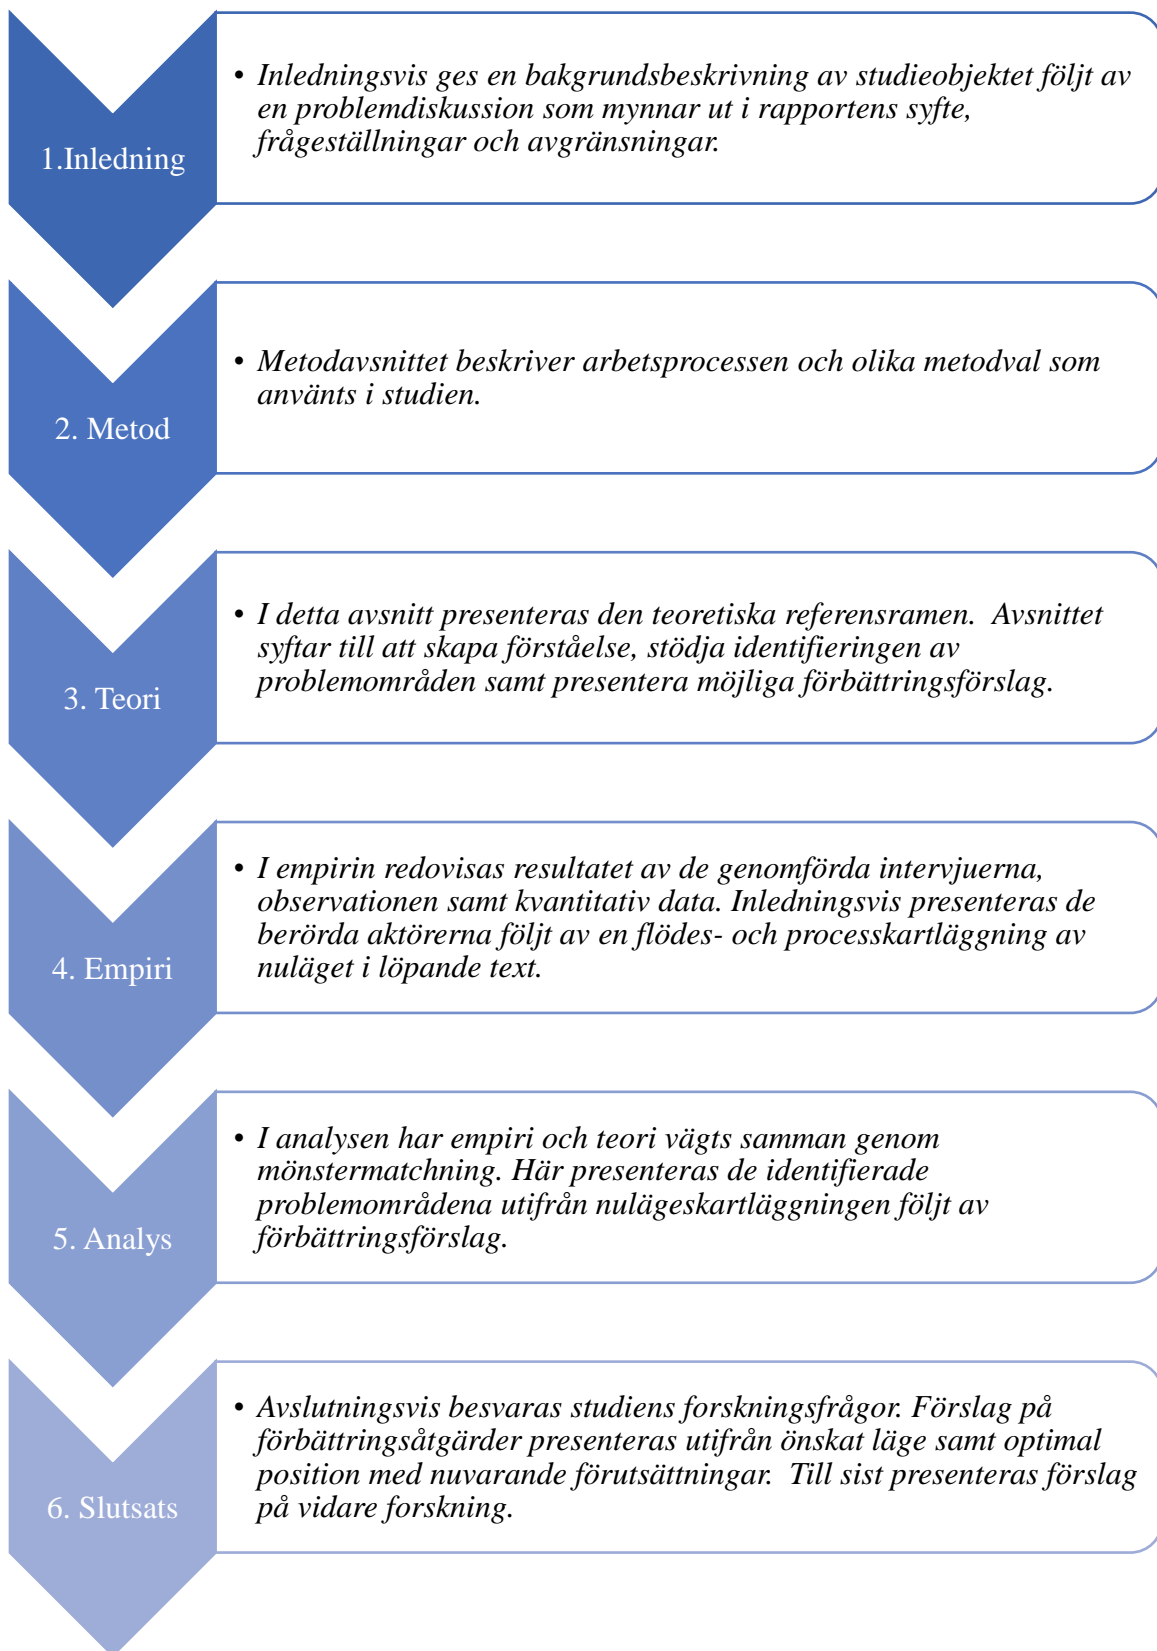 1.Inledning
• Inledningsvis ges en bakgrundsbeskrivning av studieobjektet följt av
en problemdiskussion som mynnar ut i rapportens syfte,
frågeställningar och avgränsningar.
2. Metod
• Metodavsnittet beskriver arbetsprocessen och olika metodval som
använts i studien.
3. Teori
• I detta avsnitt presenteras den teoretiska referensramen.  Avsnittet
syftar till att skapa förståelse, stödja identifieringen av
problemområden samt presentera möjliga förbättringsförslag.
4. Empiri
• I empirin redovisas resultatet av de genomförda intervjuerna,
observationen samt kvantitativ data. Inledningsvis presenteras de
berörda aktörerna följt av en flödes- och processkartläggning av
nuläget i löpande text.
5. Analys
• I analysen har empiri och teori vägts samman genom
mönstermatchning. Här presenteras de identifierade
problemområdena utifrån nulägeskartläggningen följt av
förbättringsförslag.
6. Slutsats
• Avslutningsvis besvaras studiens forskningsfrågor. Förslag på
förbättringsåtgärder presenteras utifrån önskat läge samt optimal
position med nuvarande förutsättningar.  Till sist presenteras förslag
på vidare forskning.